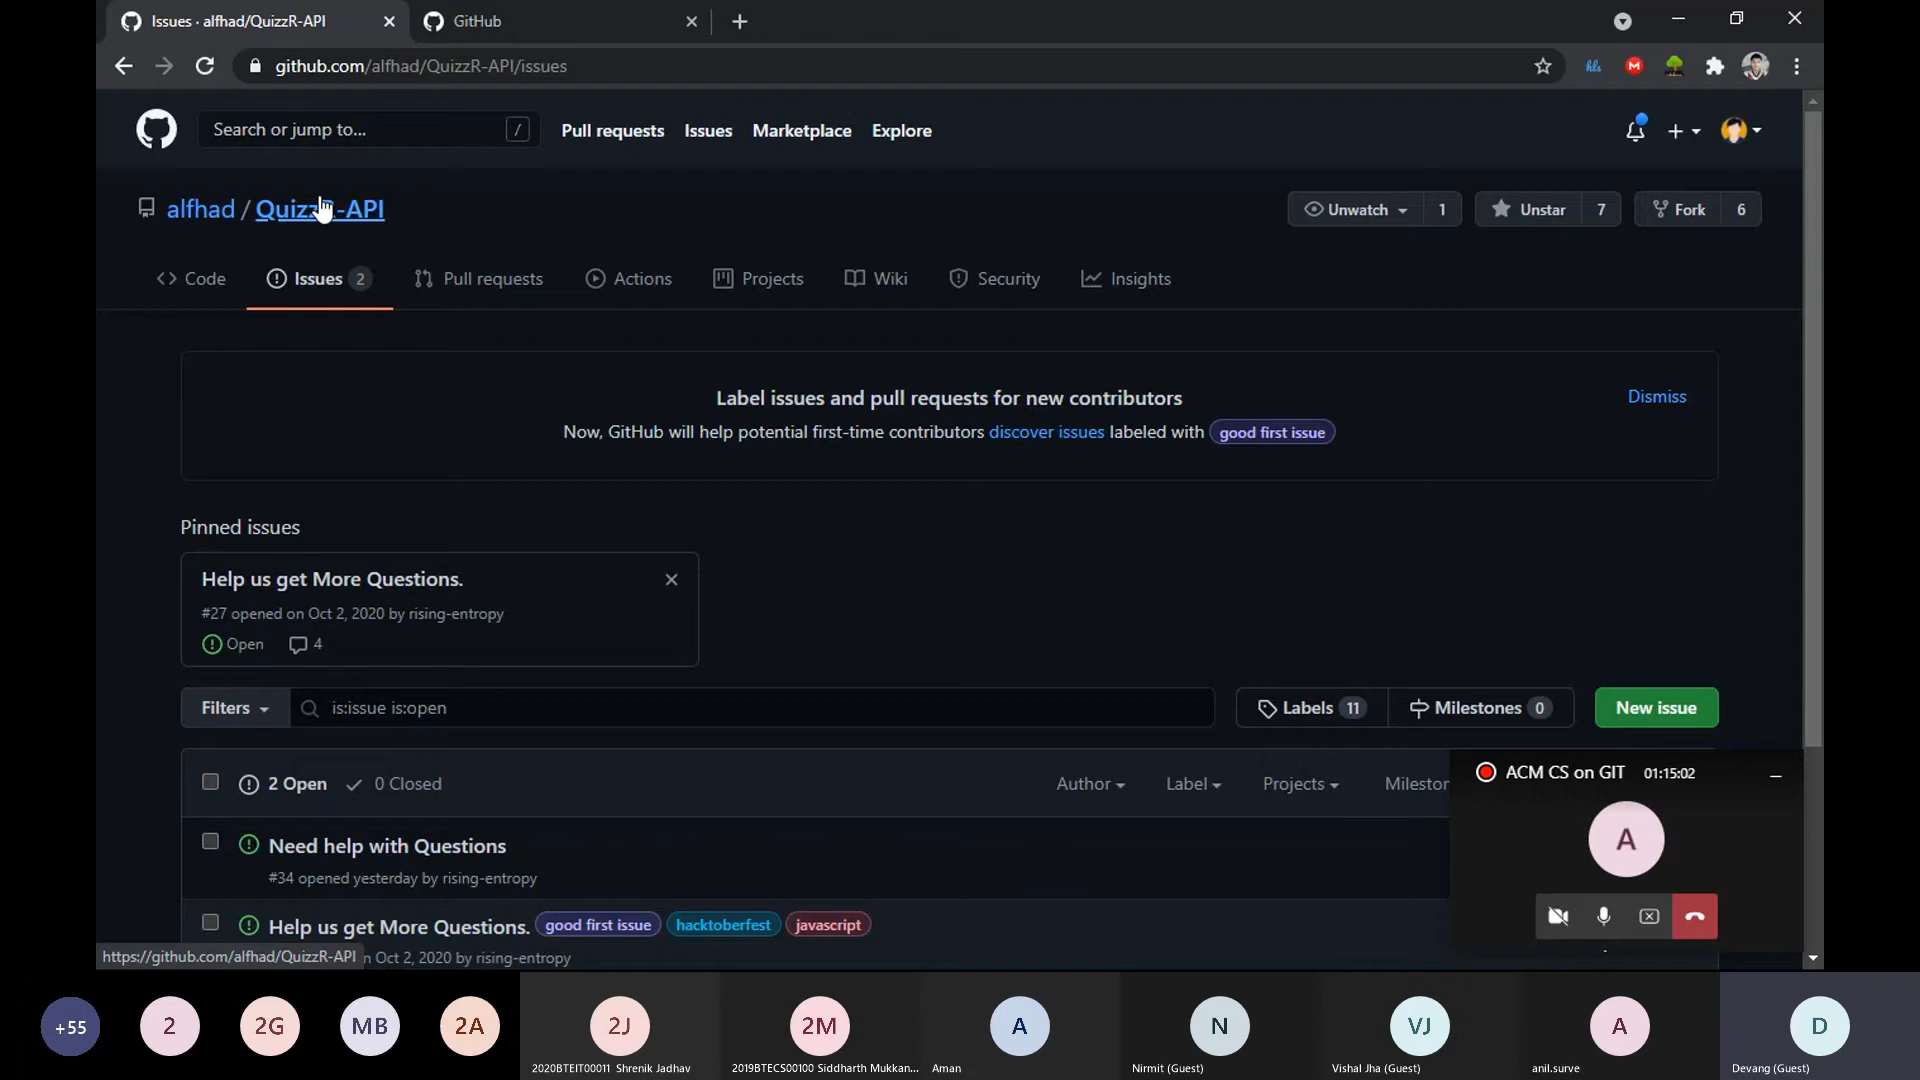 Issues · alfhad/QuizzR-API
GitHub
github.com/alfhad/QuizzR-API/issues
Search or jump to...
/
Pull requests
Issues
Marketplace
Explore
alfhad / QuizzR-API
Unwatch 1
Unstar 7
Fork 6
Code
Issues 2
Pull requests
Actions
Projects
Wiki
Security
Insights
Label issues and pull requests for new contributors
Dismiss
Now, GitHub will help potential first-time contributors discover issues labeled with good first issue
Pinned issues
Help us get More Questions.
#27 opened on Oct 2, 2020 by rising-entropy
Open 4
Filters
is:issue is:open
Labels 11
Milestones 0
New issue
2 Open 0 Closed
Author
Label
Projects
Mileston
ACM CS on GIT 01:15:02
A
Need help with Questions
#34 opened yesterday by rising-entropy
Help us get More Questions. good first issue hacktoberfest javascript
https://github.com/alfhad/QuizzR-API
n Oct 2, 2020 by rising-entropy
+55
2
2G
MB
2A
2J
2M
A
N
VJ
A
D
2020BTEIT00011 Shrenik Jadhav
2019BTECS00100 Siddharth Mukkan...
Aman
Nirmit (Guest)
Vishal Jha (Guest)
anil.surve
Devang (Guest)